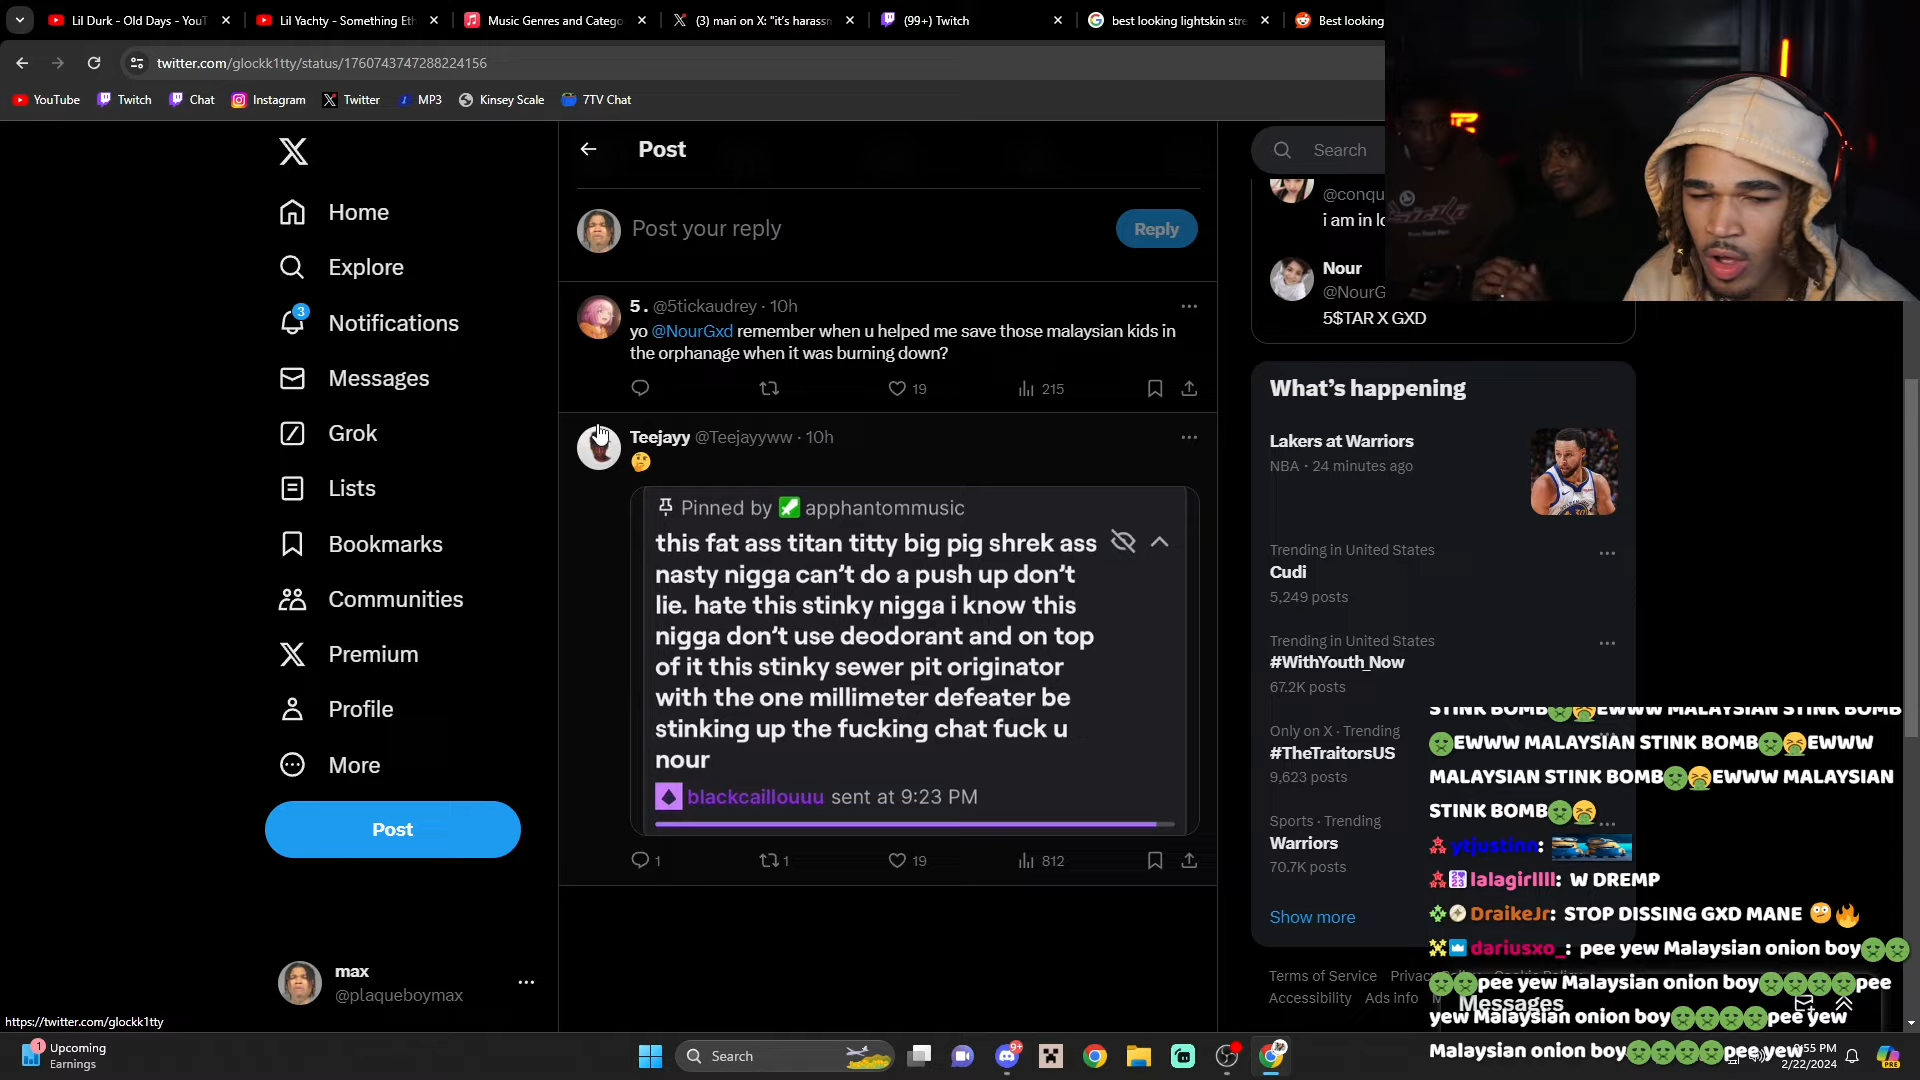 Lil Durk - Old Days - YouT
Lil Yachty - Something Eth
Music Genres and Catego
(3) mari on X: "it's harassn
(99+) Twitch
best looking lightskin stre
Best looking
twitter.com/glockk1tty/status/1760743747288224156
YouTube
Twitch
Chat
Instagram
Twitter
MP3
Kinsey Scale
7TV Chat
Home
Explore
3
Notifications
Messages
Grok
Lists
Bookmarks
Communities
Premium
Profile
More
Post
max
@plaqueboymax
https://twitter.com/glockk1tty
Post
Post your reply
Reply
5 . @5tickaudrey · 10h
yo @NourGxd remember when u helped me save those malaysian kids in
the orphanage when it was burning down?
19
215
Teejayy @Teejayyww · 10h
🤔
Pinned by apphantommusic
this fat ass titan titty big pig shrek ass
nasty nigga can't do a push up don't
lie. hate this stinky nigga i know this
nigga don't use deodorant and on top
of it this stinky sewer pit originator
with the one millimeter defeater be
stinking up the fucking chat fuck u
nour
blackcaillouuu sent at 9:23 PM
1
1
19
812
Search
@conqu
i am in lo
Nour
@NourG
5$TAR X GXD
What's happening
Lakers at Warriors
NBA · 24 minutes ago
Trending in United States
Cudi
5,249 posts
Trending in United States
#WithYouth_Now
67.2K posts
Only on X · Trending
#TheTraitorsUS
9,623 posts
Sports · Trending
Warriors
70.7K posts
Show more
Terms of Service
Accessibility Ads info
Messages
STINK BOMB🤢🤮EWWW MALAYSIAN STINK BOMB
🤢EWWW MALAYSIAN STINK BOMB🤢🤮EWWW
MALAYSIAN STINK BOMB🤢🤮EWWW MALAYSIAN
STINK BOMB🤢🤮
ytjustinn:
lalagirllll: W DREMP
DraikeJr: STOP DISSING GXD MANE 🫤🔥
dariusxo_: pee yew Malaysian onion boy🤢🤢
🤢🤢pee yew Malaysian onion boy🤢🤢🤢🤢pee
yew Malaysian onion boy🤢🤢🤢🤢pee yew
Malaysian onion boy🤢🤢🤢🤢pee yew
1
Upcoming
Earnings
Search
9+
:55 PM
2/22/2024
PRE